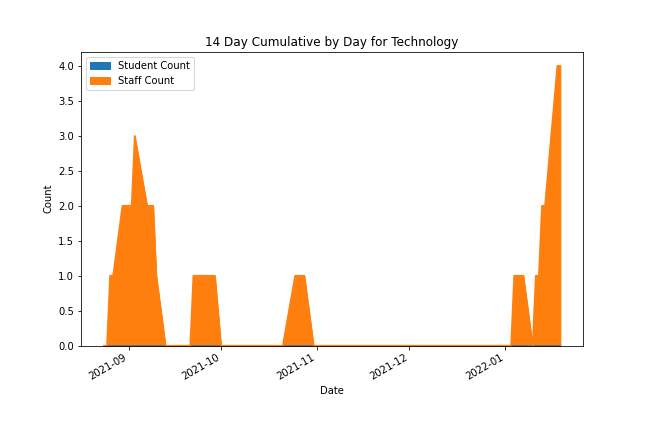 14 Day Cumulative by Day for Technology
Student Count
Staff Count
4.0
3.5
3.0
2.5
2.0
1.5
1.0
0.5
0.0
Count
2021-09
2021-10
2021-11
2021-12
2022-01
Date